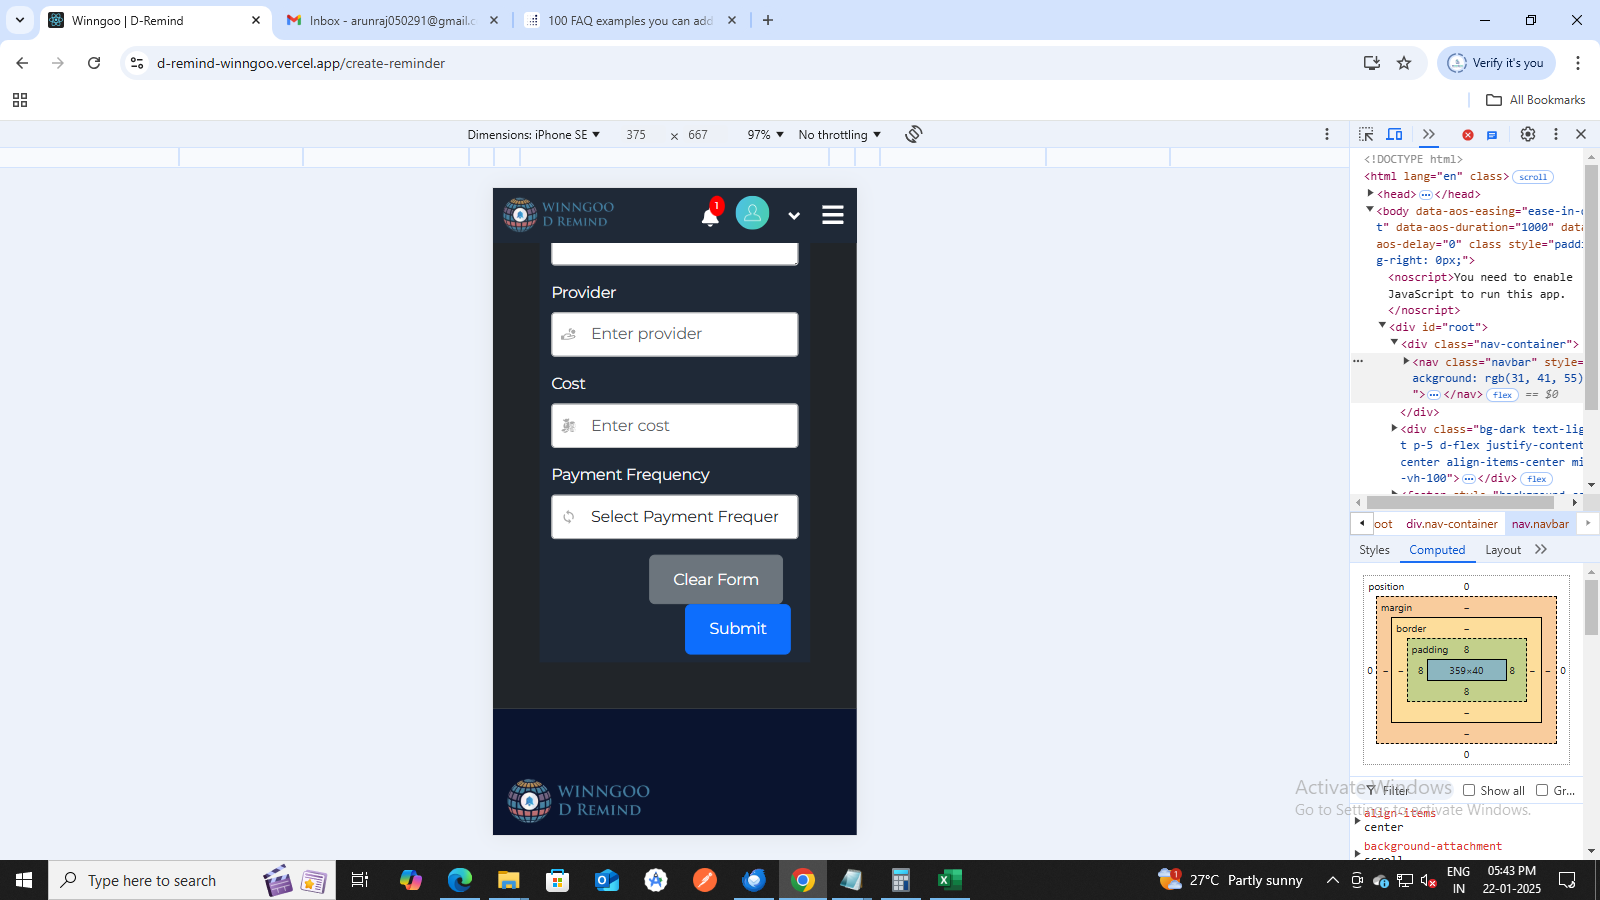 Winngoo | D-Remind
Inbox - arunraj050291@gmail.c
100 FAQ examples you can add
d-remind-winngoo.vercel.app/create-reminder
Verify it's you
All Bookmarks
Dimensions: iPhone SE
375
×
667
97%
No throttling
<!DOCTYPE html>
<html lang="en" class>
scroll
<head>
</head>
<body data-aos-easing="ease-in-
t" data-aos-duration="1000" dat
aos-delay="0" class style="padd
g-right: 0px;">
<noscript>You need to enable
JavaScript to run this app.
</noscript>
<div id="root">
<div class="nav-container">
<nav class="navbar" style=
ackground: rgb(31, 41, 55)
"> </nav> flex == $0
</div>
<div class="bg-dark text-lig
t p-5 d-flex justify-content
center align-items-center mi
-vh-100"> </div> flex
oot
div.nav-container
nav.navbar
Styles
Computed
Layout
position
0
margin
–
border
–
padding
8
0
–
–
8
359×40
8
–
–
0
8
–
–
0
Filter
Show all
Gr...
align-items
center
background-attachment
WINNGOO
D REMIND
1
Provider
Enter provider
Cost
Enter cost
Payment Frequency
Select Payment Frequer
Clear Form
Submit
WINNGOO
D REMIND
Activate Windows
Go to Settings to activate Windows.
Type here to search
1
27°C Partly sunny
ENG
IN
05:43 PM
22-01-2025